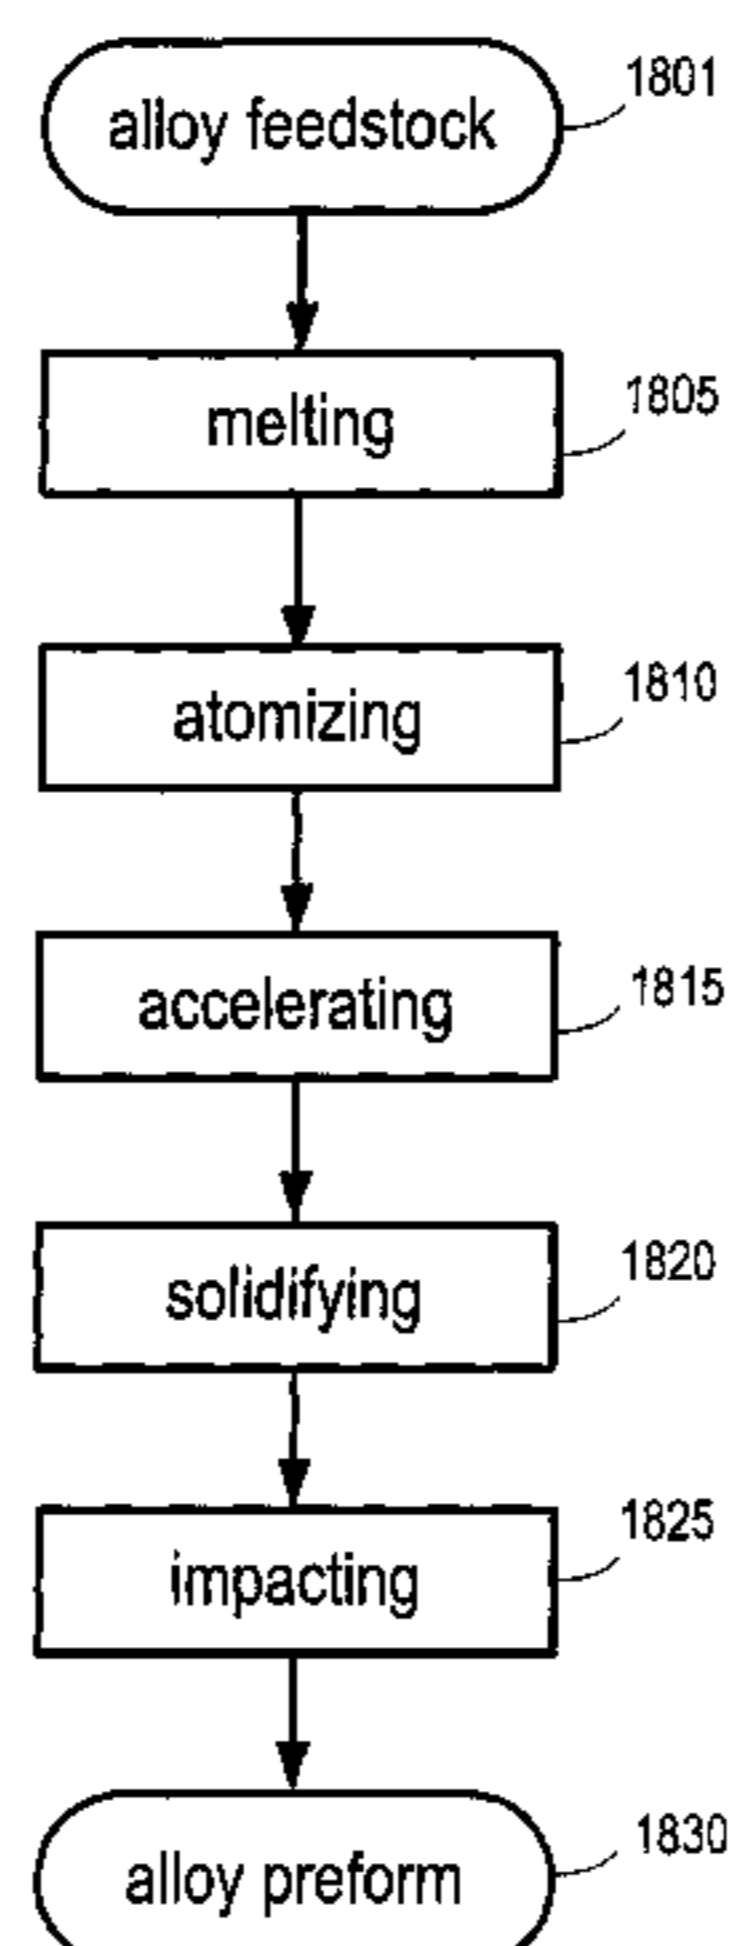 alloy feedstock
1801
melting
1805
atomizing
1810
accelerating
1815
solidifying
1820
impacting
1825
alloy preform
1830